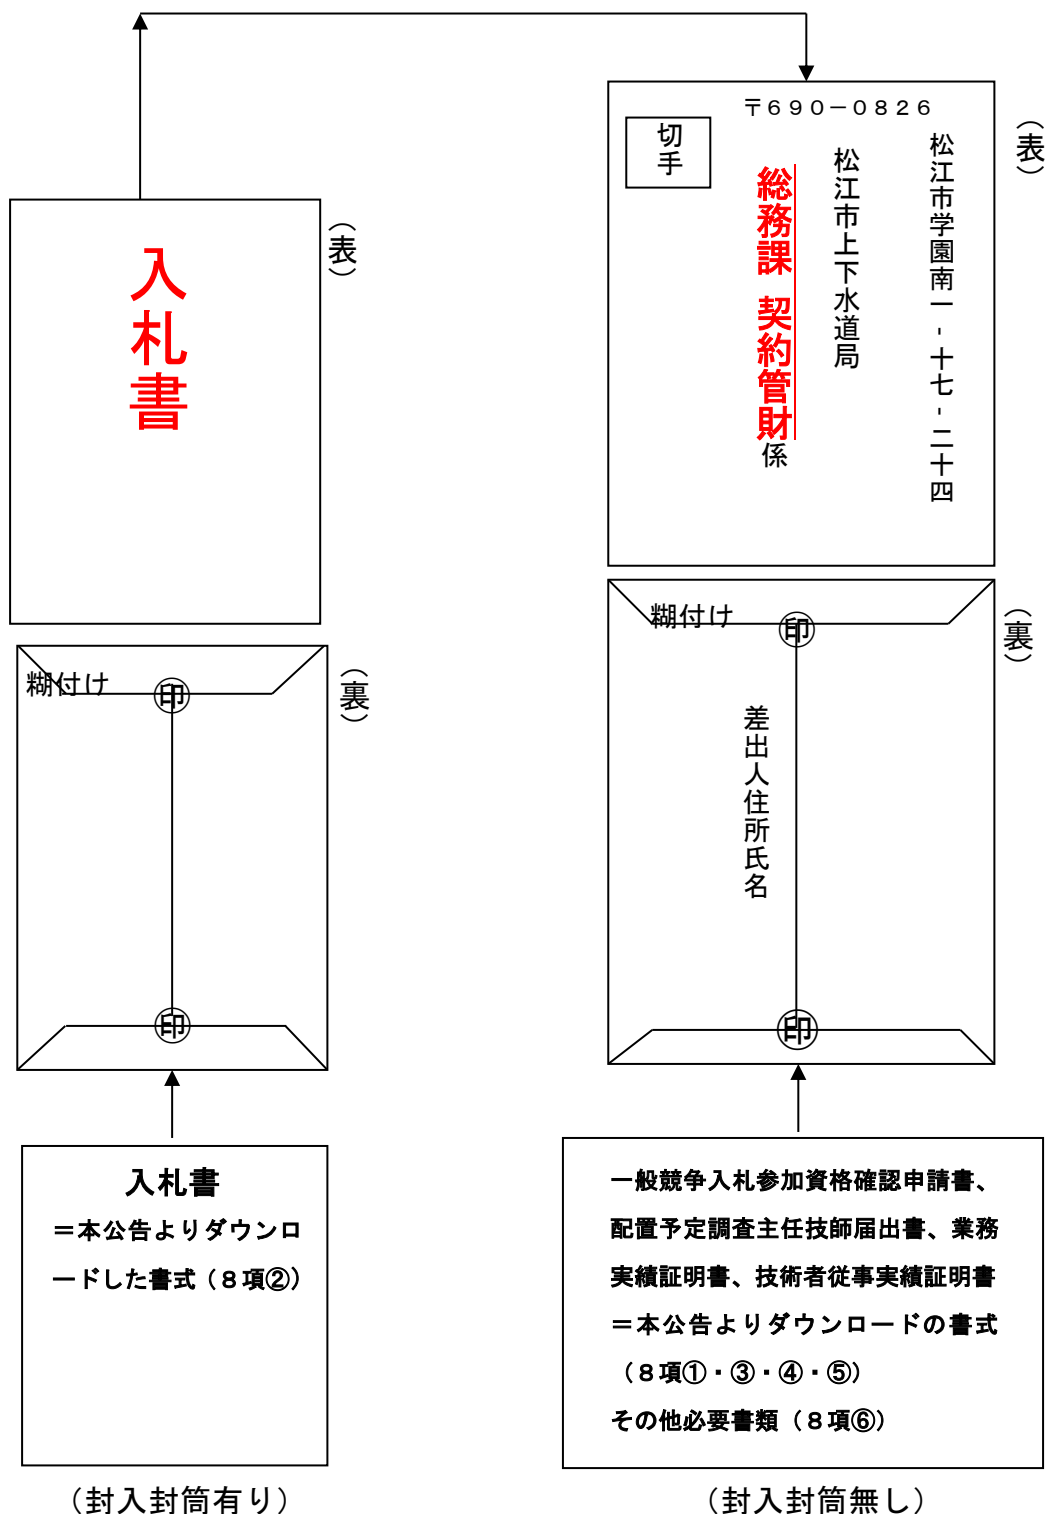 入札書
（表）
糊付け
印
印
（裏）
入札書
＝本公告よりダウンロ
ードした書式（８項②）
（封入封筒有り）
〒６９０－０８２６
切手
松江市学園南一‐十七‐二十四
松江市上下水道局
総務課 契約管財係
（表）
糊付け
印
差出人住所氏名
印
（裏）
一般競争入札参加資格確認申請書、
配置予定調査主任技師届出書、業務
実績証明書、技術者従事実績証明書
＝本公告よりダウンロードの書式
（８項①・③・④・⑤）
その他必要書類（８項⑥）
（封入封筒無し）